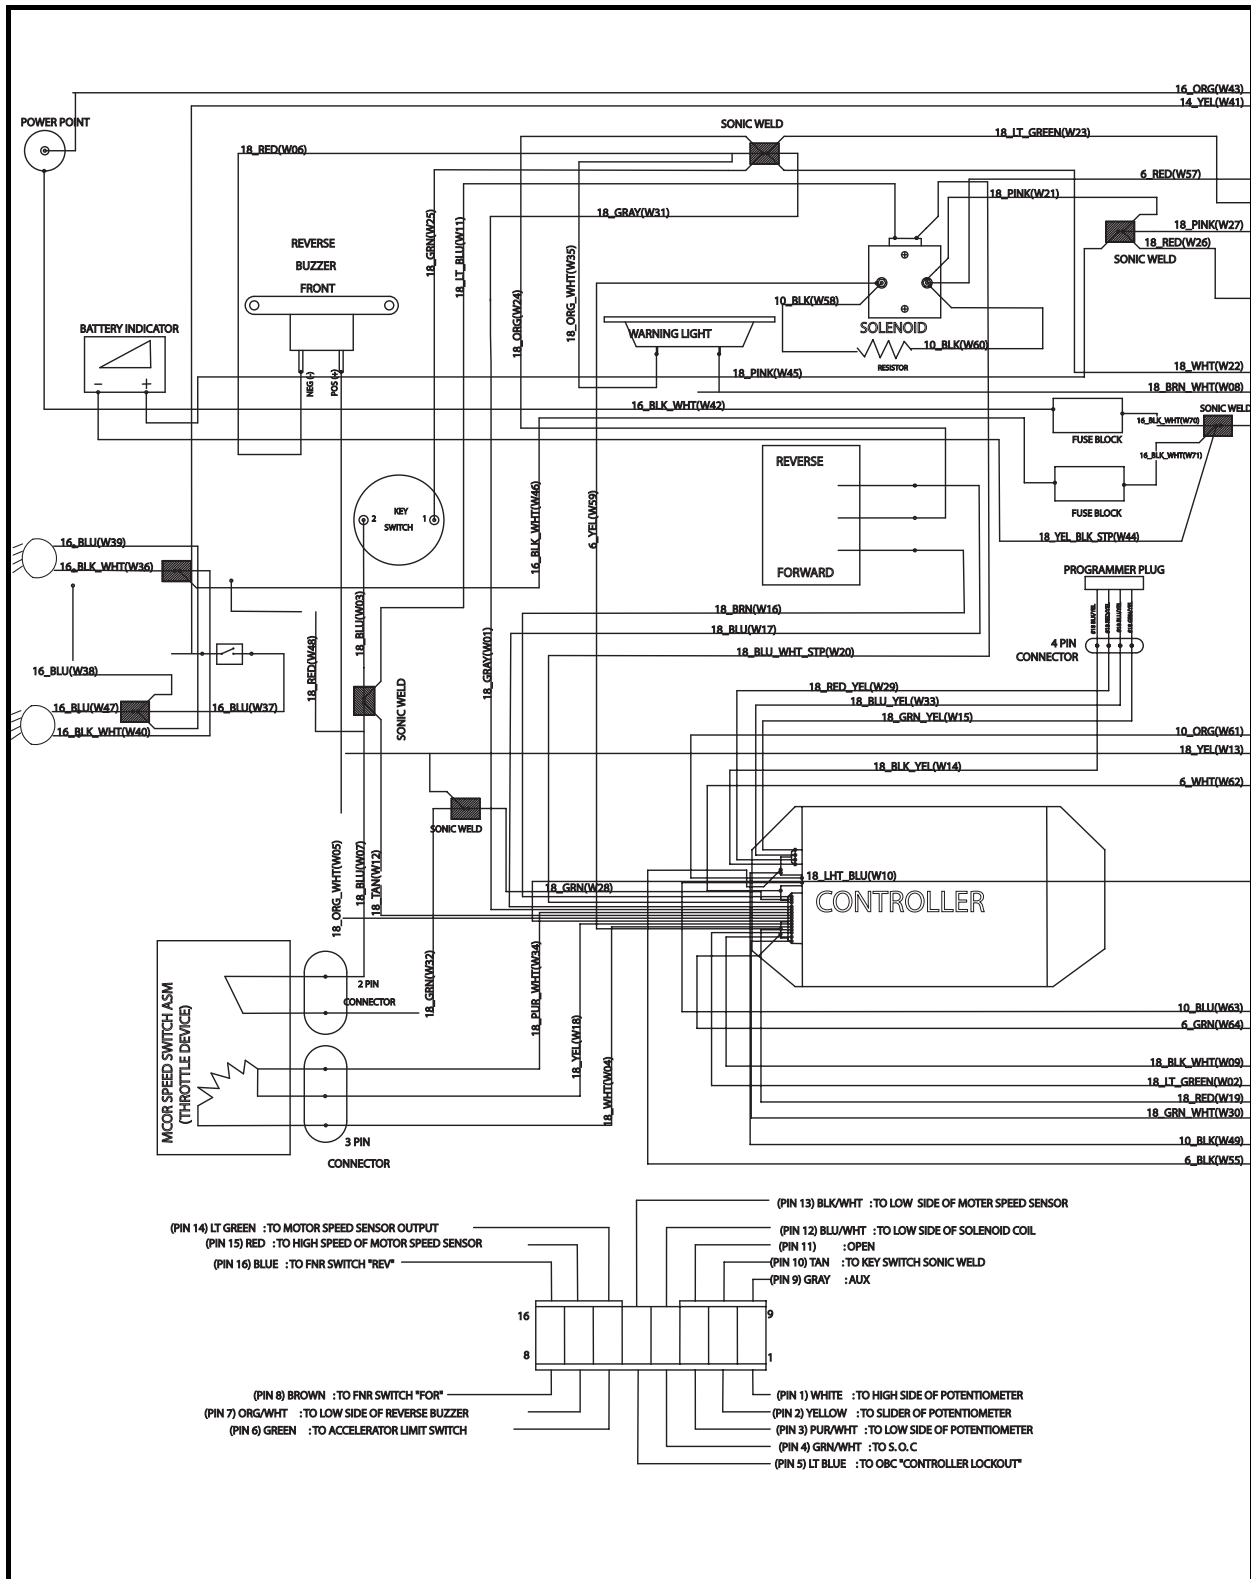 16_ORG(W43)
14_YEL(W41)
POWER POINT
SONIC WELD
18_LT_GREEN(W23)
18_RED(W06)
6_RED(W57)
18_PINK(W21)
18_GRAY(W31)
18_GRN(W25)
18_LT_BLU(W11)
18_PINK(W27)
18_RED(W26)
SONIC WELD
REVERSE
BUZZER
FRONT
18_ORG_WHT(W35)
18_ORG(W24)
10_BLK(W58)
SOLENOID
BATTERY INDICATOR
WARNING LIGHT
10_BLK(W60)
RESISTOR
18_PINK(W45)
18_WHT(W22)
18_BRN_WHT(W08)
− +
NEG (-)
POS (+)
16_BLK_WHT(W42)
SONIC WELD
16_BLK_WHT(W70)
FUSE BLOCK
16_BLK_WHT(W71)
REVERSE
FORWARD
2 KEY 1
SWITCH
16_BLK_WHT(W46)
6_YEL(W59)
FUSE BLOCK
18_YEL_BLK_STP(W44)
16_BLU(W39)
16_BLK_WHT(W36)
PROGRAMMER PLUG
#18 BLK/YEL
#18 RED/YEL
#18 BLU/YEL
#18 GRN/YEL
18_BRN(W16)
18_BLU(W17)
18_BLU_WHT_STP(W20)
4 PIN
CONNECTOR
18_BLU(W03)
18_RED(W48)
18_GRAY(W01)
16_BLU(W38)
18_RED_YEL(W29)
18_BLU_YEL(W33)
18_GRN_YEL(W15)
16_BLU(W47)
16_BLU(W37)
SONIC WELD
16_BLK_WHT(W40)
10_ORG(W61)
18_YEL(W13)
18_BLK_YEL(W14)
6_WHT(W62)
SONIC WELD
18_ORG_WHT(W05)
18_BLU(W07)
18_TAN(W12)
18_GRN(W28)
18_LHT_BLU(W10)
CONTROLLER
18_GRN(W32)
18_PUR_WHT(W34)
18_YEL(W18)
18_WHT(W04)
2 PIN
CONNECTOR
MCOR SPEED SWITCH ASM
(THROTTLE DEVICE)
10_BLU(W63)
6_GRN(W64)
18_BLK_WHT(W09)
18_LT_GREEN(W02)
18_RED(W19)
18_GRN_WHT(W30)
10_BLK(W49)
6_BLK(W55)
3 PIN
CONNECTOR
(PIN 13) BLK/WHT : TO LOW SIDE OF MOTER SPEED SENSOR
(PIN 14) LT GREEN : TO MOTOR SPEED SENSOR OUTPUT
(PIN 12) BLU/WHT : TO LOW SIDE OF SOLENOID COIL
(PIN 15) RED : TO HIGH SPEED OF MOTOR SPEED SENSOR
(PIN 11) : OPEN
(PIN 16) BLUE : TO FNR SWITCH "REV"
(PIN 10) TAN : TO KEY SWITCH SONIC WELD
(PIN 9) GRAY : AUX
16 9
8 1
(PIN 8) BROWN : TO FNR SWITCH "FOR"
(PIN 1) WHITE : TO HIGH SIDE OF POTENTIOMETER
(PIN 7) ORG/WHT : TO LOW SIDE OF REVERSE BUZZER
(PIN 2) YELLOW : TO SLIDER OF POTENTIOMETER
(PIN 6) GREEN : TO ACCELERATOR LIMIT SWITCH
(PIN 3) PUR/WHT : TO LOW SIDE OF POTENTIOMETER
(PIN 4) GRN/WHT : TO S. O. C
(PIN 5) LT BLUE : TO OBC "CONTROLLER LOCKOUT"